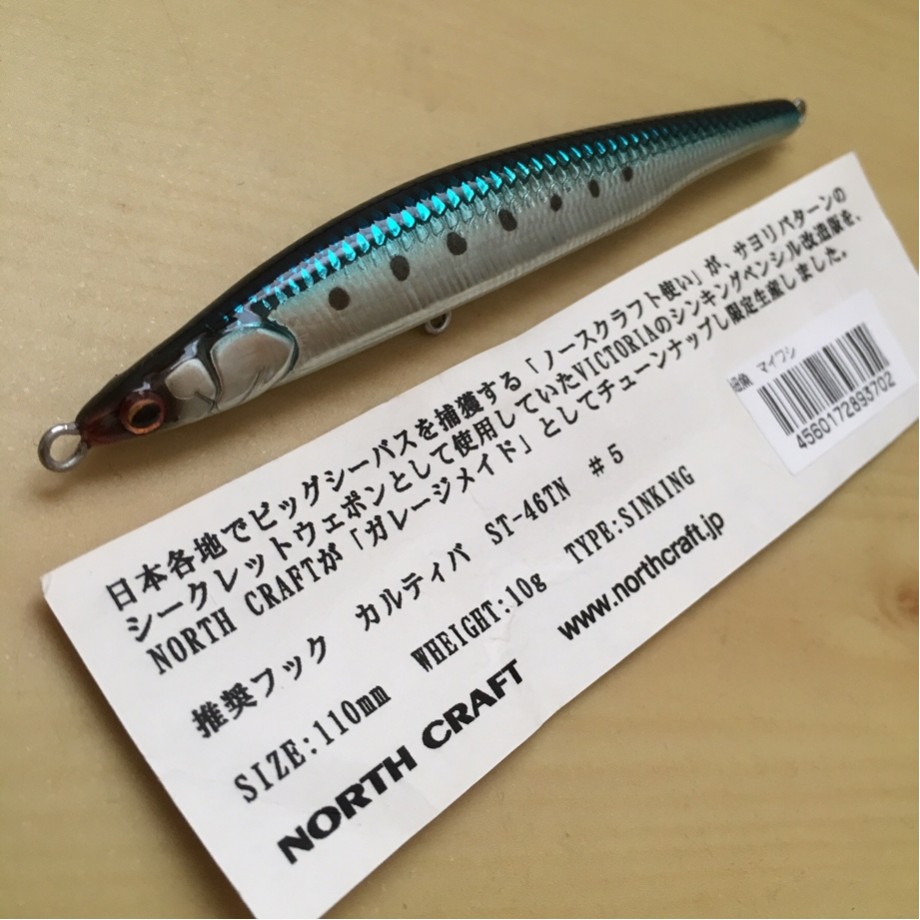 日本各地でビッグシーバスを捕獲する「ノースクラフト使い」が、サヨリパターンの
シークレットウェポンとして使用していたVICTORIAのシンキングペンシル改造版を、
NORTH CRAFTが「ガレージメイド」としてチューンナップし限定生産しました。
推奨フック　カルティバ　ST-46TN　＃5
SIZE:110mm　WHEIGHT:10g　TYPE:SINKING
NORTH CRAFT　www.northcraft.jp
マイワシ
4560172893702